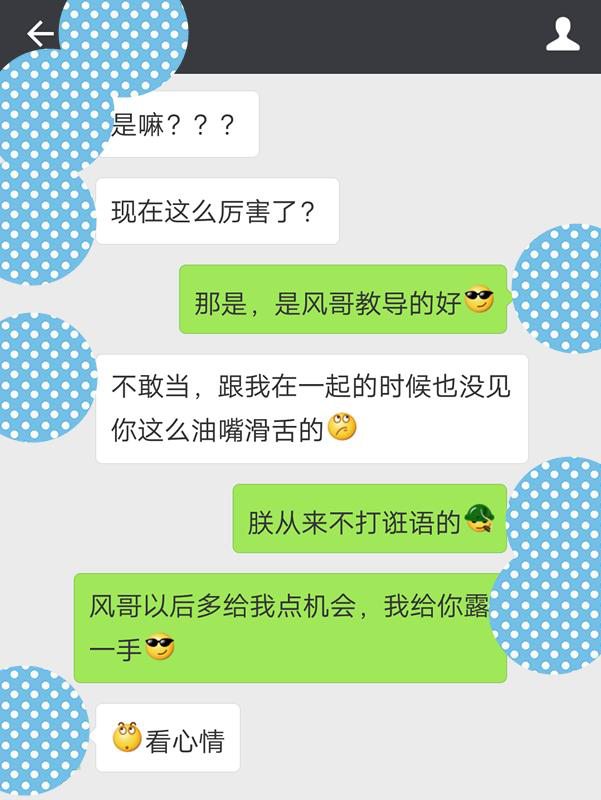 是嘛？？？
现在这么厉害了？
那是，是风哥教导的好
不敢当，跟我在一起的时候也没见
你这么油嘴滑舌的
朕从来不打诳语的
风哥以后多给我点机会，我给你露
一手
看心情